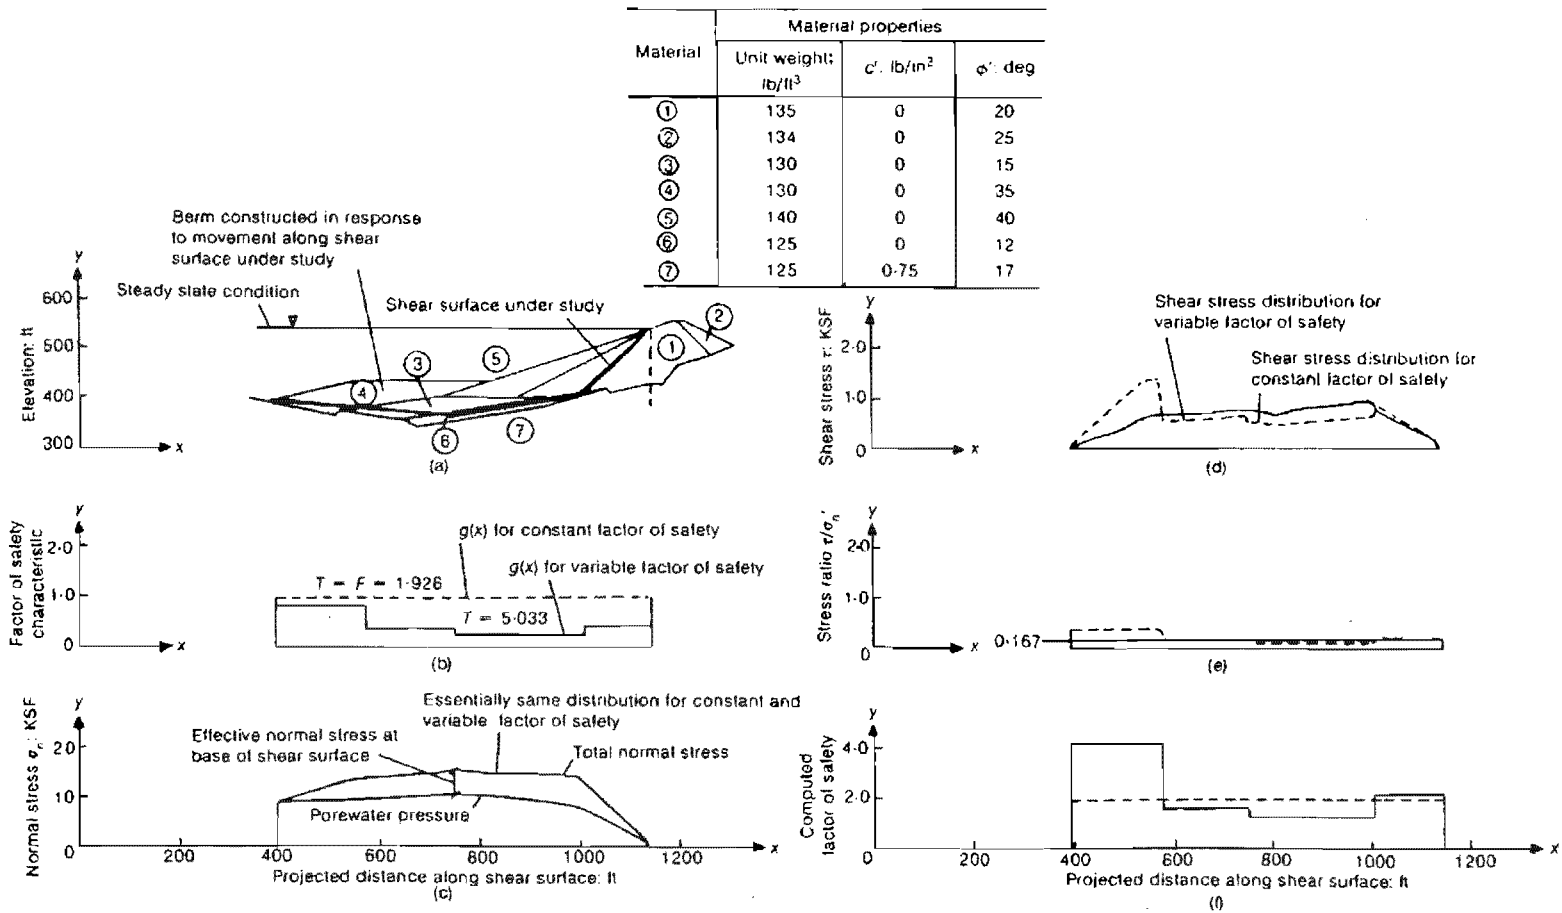 Material properties
Material
Unit weight: lb/ft³
c': lb/in²
φ': deg
① 135 0 20
② 134 0 25
③ 130 0 15
④ 130 0 35
⑤ 140 0 40
⑥ 125 0 12
⑦ 125 0·75 17
Berm constructed in response
to movement along shear
surface under study
Steady state condition
Shear surface under study
y
600
500
400
300
Elevation: ft
x
①
②
③
④
⑤
⑥
⑦
(a)
y
2·0
1·0
0
Factor of safety
characteristic
g(x) for constant factor of safety
g(x) for variable factor of safety
T = F = 1·926
T = 5·033
x
(b)
y
20
10
0
Normal stress σn: KSF
Essentially same distribution for constant and
variable factor of safety
Effective normal stress at
base of shear surface
Total normal stress
Porewater pressure
200 400 600 800 1000 1200
x
Projected distance along shear surface: ft
(c)
y
2·0
1·0
0
Shear stress τ: KSF
Shear stress distribution for
variable factor of safety
Shear stress distribution for
constant factor of safety
x
(d)
y
2·0
1·0
0
Stress ratio τ/σn'
0·167
x
(e)
y
4·0
2·0
0
Computed
factor of safety
200 400 600 800 1000 1200
x
Projected distance along shear surface: ft
(f)